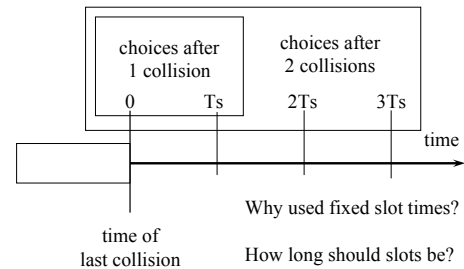 choices after
1 collision
choices after
2 collisions
0 Ts 2Ts 3Ts
time
time of
last collision
Why used fixed slot times?
How long should slots be?